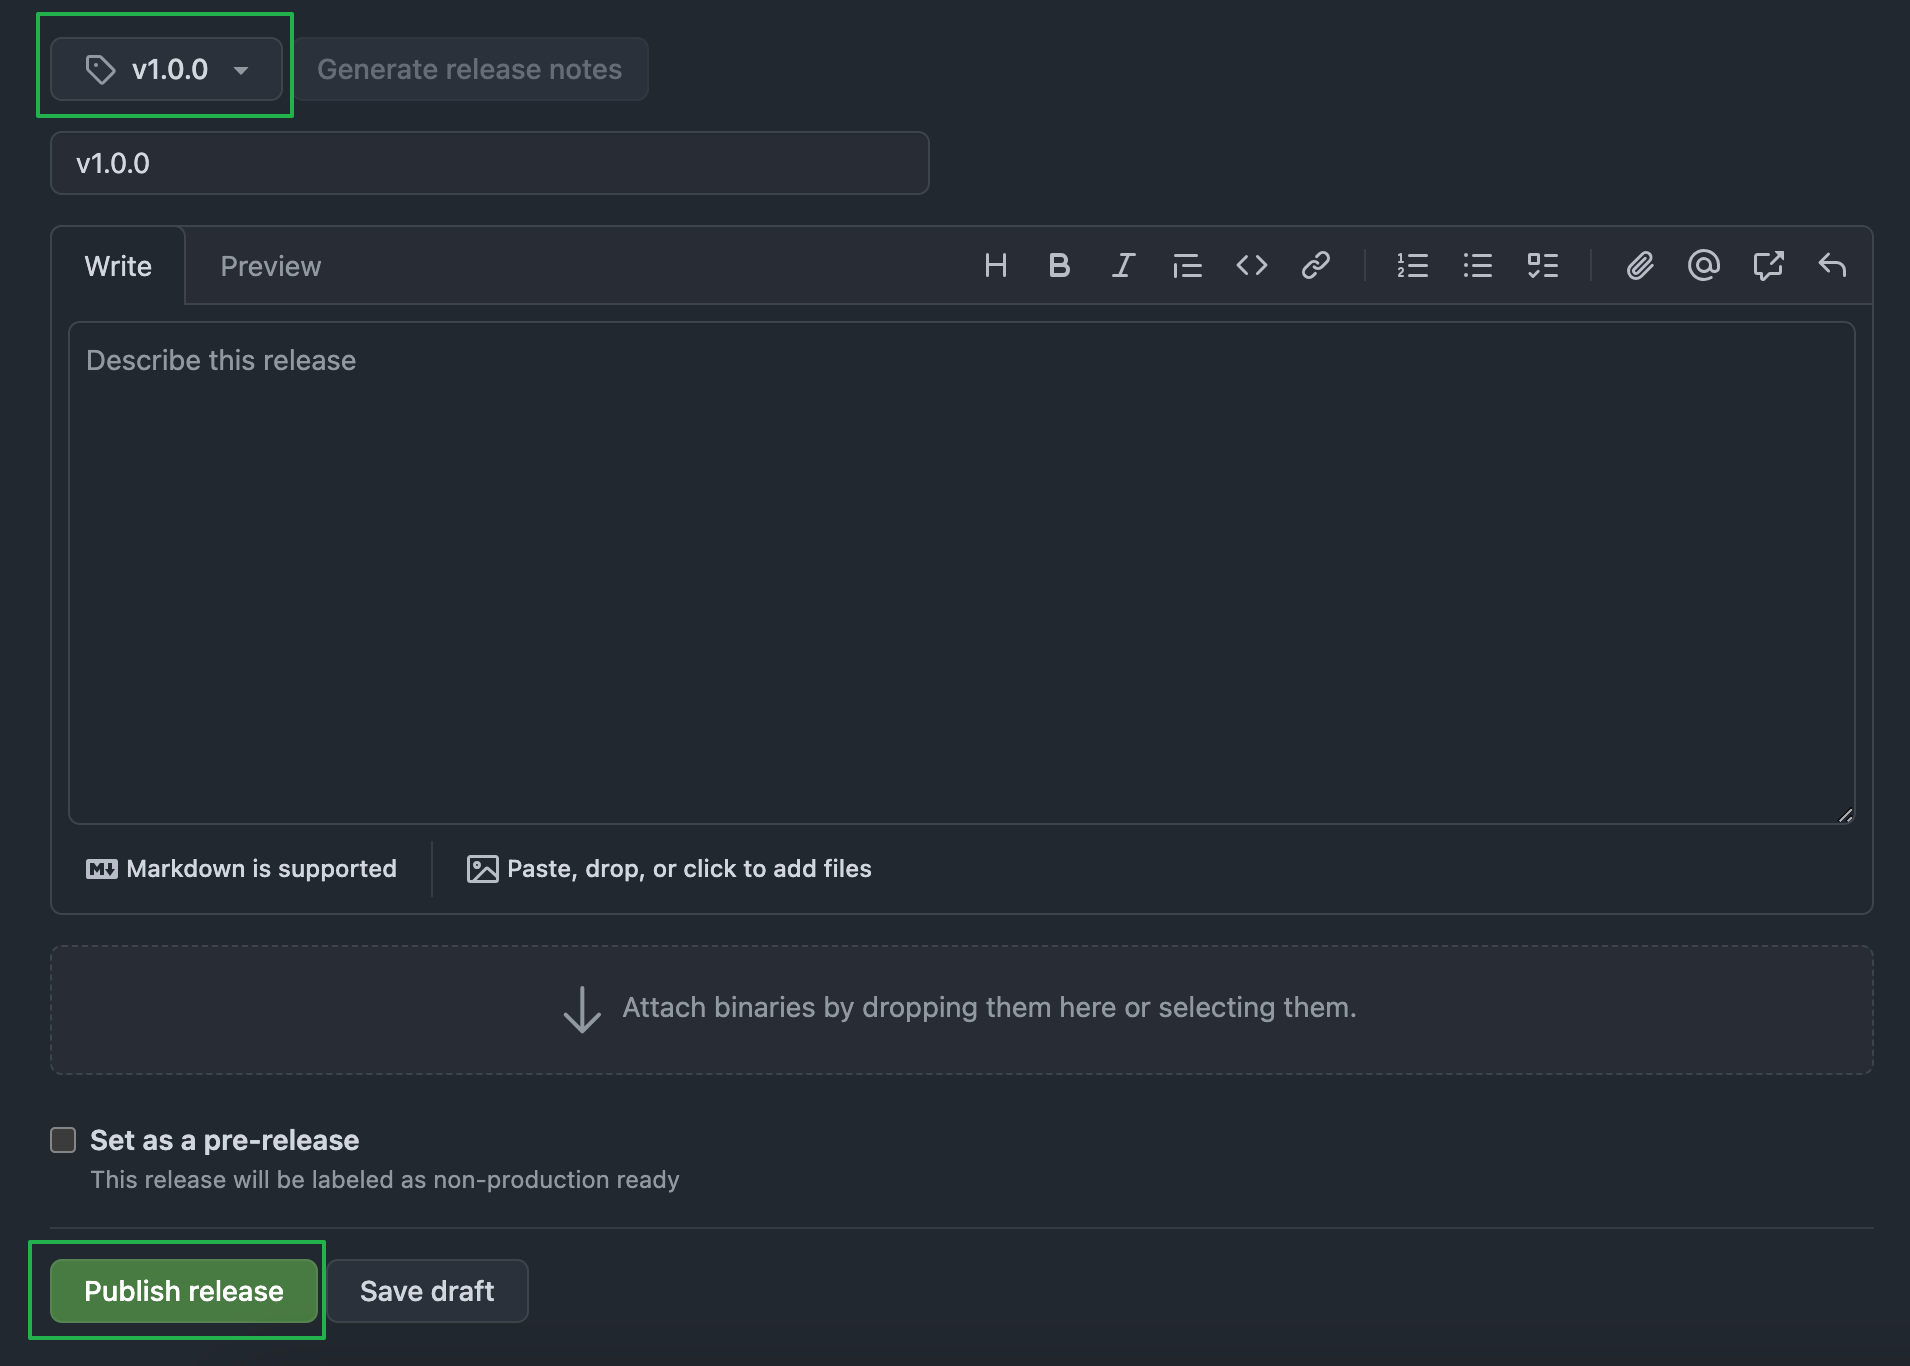 v1.0.0
Generate release notes
v1.0.0
Write
Preview
Describe this release
Markdown is supported
Paste, drop, or click to add files
Attach binaries by dropping them here or selecting them.
Set as a pre-release
This release will be labeled as non-production ready
Publish release
Save draft